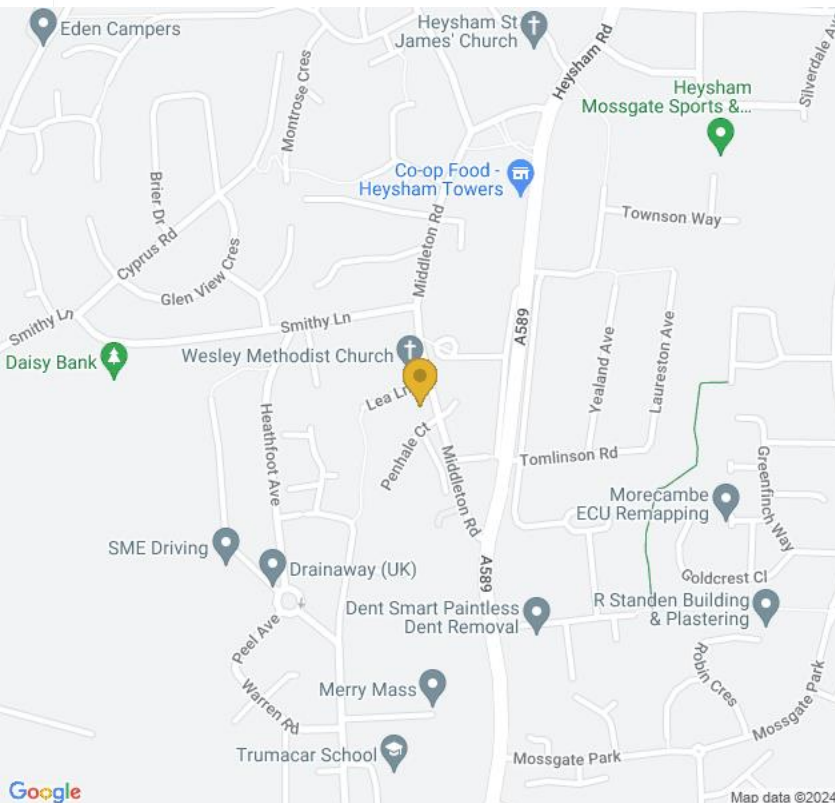 Eden Campers
Heysham St
James' Church
Heysham Rd
Silverdale Av
Heysham
Mossgate Sports &...
Montrose Cres
Co-op Food -
Heysham Towers
Brier Dr
Townson Way
Middleton Rd
Cyprus Rd
Glen View Cres
Smithy Ln
Smithy Ln
A589
Wesley Methodist Church
Daisy Bank
Yealand Ave
Laureston Ave
Lea Ln
Heathfoot Ave
Penhale Ct
Middleton Rd
Tomlinson Rd
Greenfinch Way
Morecambe
ECU Remapping
SME Driving
Drainaway (UK)
A589
Goldcrest Cl
Dent Smart Paintless
Dent Removal
R Standen Building
& Plastering
Peel Ave
Merry Mass
Robin Cres
Warren Rd
Mossgate Park
Trumacar School
Mossgate Park
Google
Map data ©2024